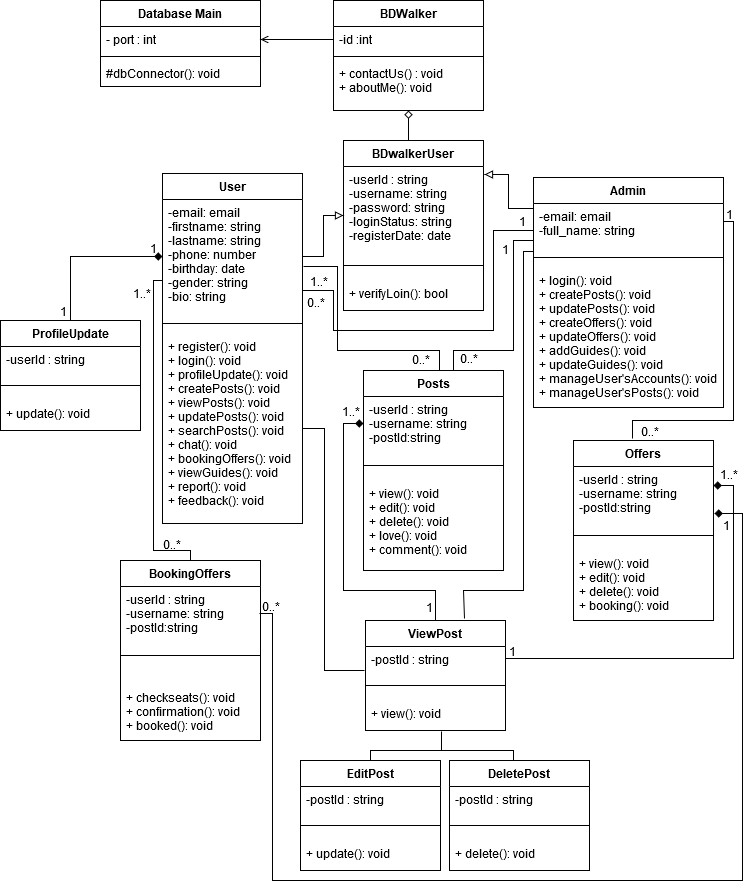 Database Main
- port : int
#dbConnector(): void
BDWalker
-id :int
+ contactUs() : void
+ aboutMe(): void
BDwalkerUser
-userId : string
-username: string
-password: string
-loginStatus: string
-registerDate: date
+ verifyLoin(): bool
User
-email: email
-firstname: string
-lastname: string
-phone: number
-birthday: date
-gender: string
-bio: string
+ register(): void
+ login(): void
+ profileUpdate(): void
+ createPosts(): void
+ viewPosts(): void
+ updatePosts(): void
+ searchPosts(): void
+ chat(): void
+ bookingOffers(): void
+ viewGuides(): void
+ report(): void
+ feedback(): void
Admin
-email: email
-full_name: string
+ login(): void
+ createPosts(): void
+ updatePosts(): void
+ createOffers(): void
+ updateOffers(): void
+ addGuides(): void
+ updateGuides(): void
+ manageUser'sAccounts(): void
+ manageUser'sPosts(): void
1
1
1
1
1
1..*
1..*
0..*
ProfileUpdate
-userId : string
+ update(): void
0..*
0..*
Posts
-userId : string
-username: string
-postId:string
+ view(): void
+ edit(): void
+ delete(): void
+ love(): void
+ comment(): void
1..*
0..*
Offers
-userId : string
-username: string
-postId:string
+ view(): void
+ edit(): void
+ delete(): void
+ booking(): void
1..*
1
0..*
BookingOffers
-userId : string
-username: string
-postId:string
+ checkseats(): void
+ confirmation(): void
+ booked(): void
0..*
1
ViewPost
-postId : string
+ view(): void
1
EditPost
-postId : string
+ update(): void
DeletePost
-postId : string
+ delete(): void